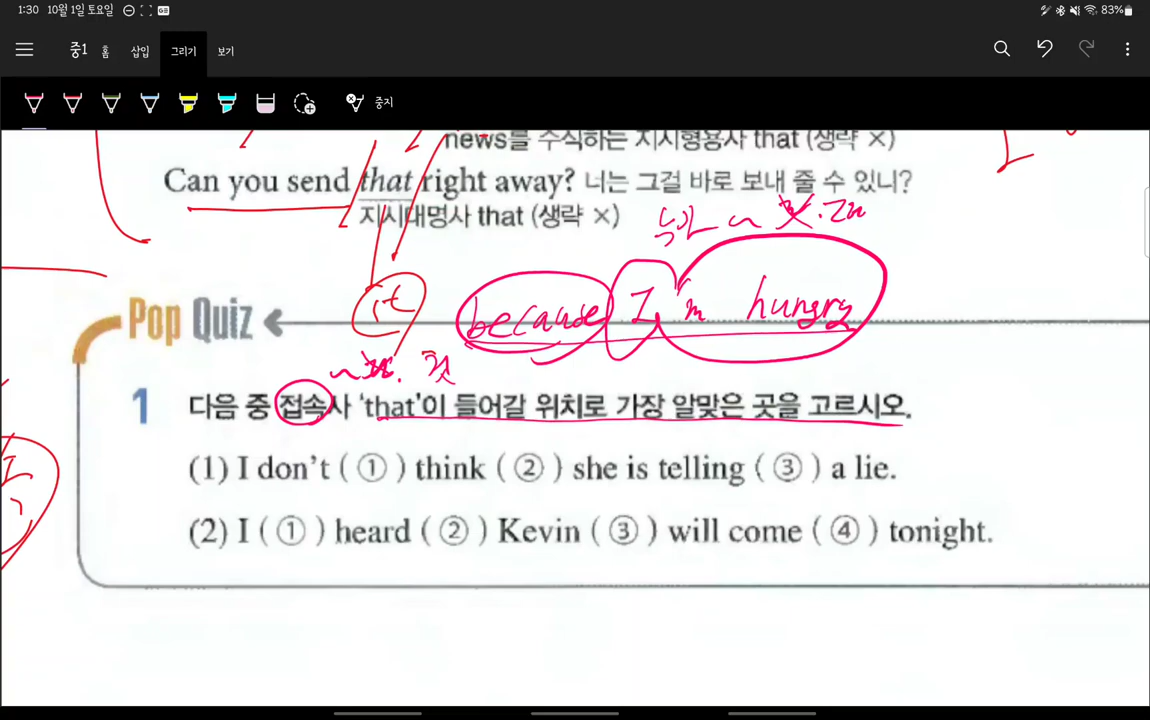 1:30 10월 1일 토요일
83%
중1 홈 삽입 그리기 보기
중지
news를 수식하는 지시형용사 that (생략 ×)
Can you send that right away? 너는 그걸 바로 보내 줄 수 있니?
지시대명사 that (생략 ×)
it because I'm hungry
Pop Quiz
1 다음 중 접속사 ‘that’이 들어갈 위치로 가장 알맞은 곳을 고르시오.
(1) I don’t ( ① ) think ( ② ) she is telling ( ③ ) a lie.
(2) I ( ① ) heard ( ② ) Kevin ( ③ ) will come ( ④ ) tonight.